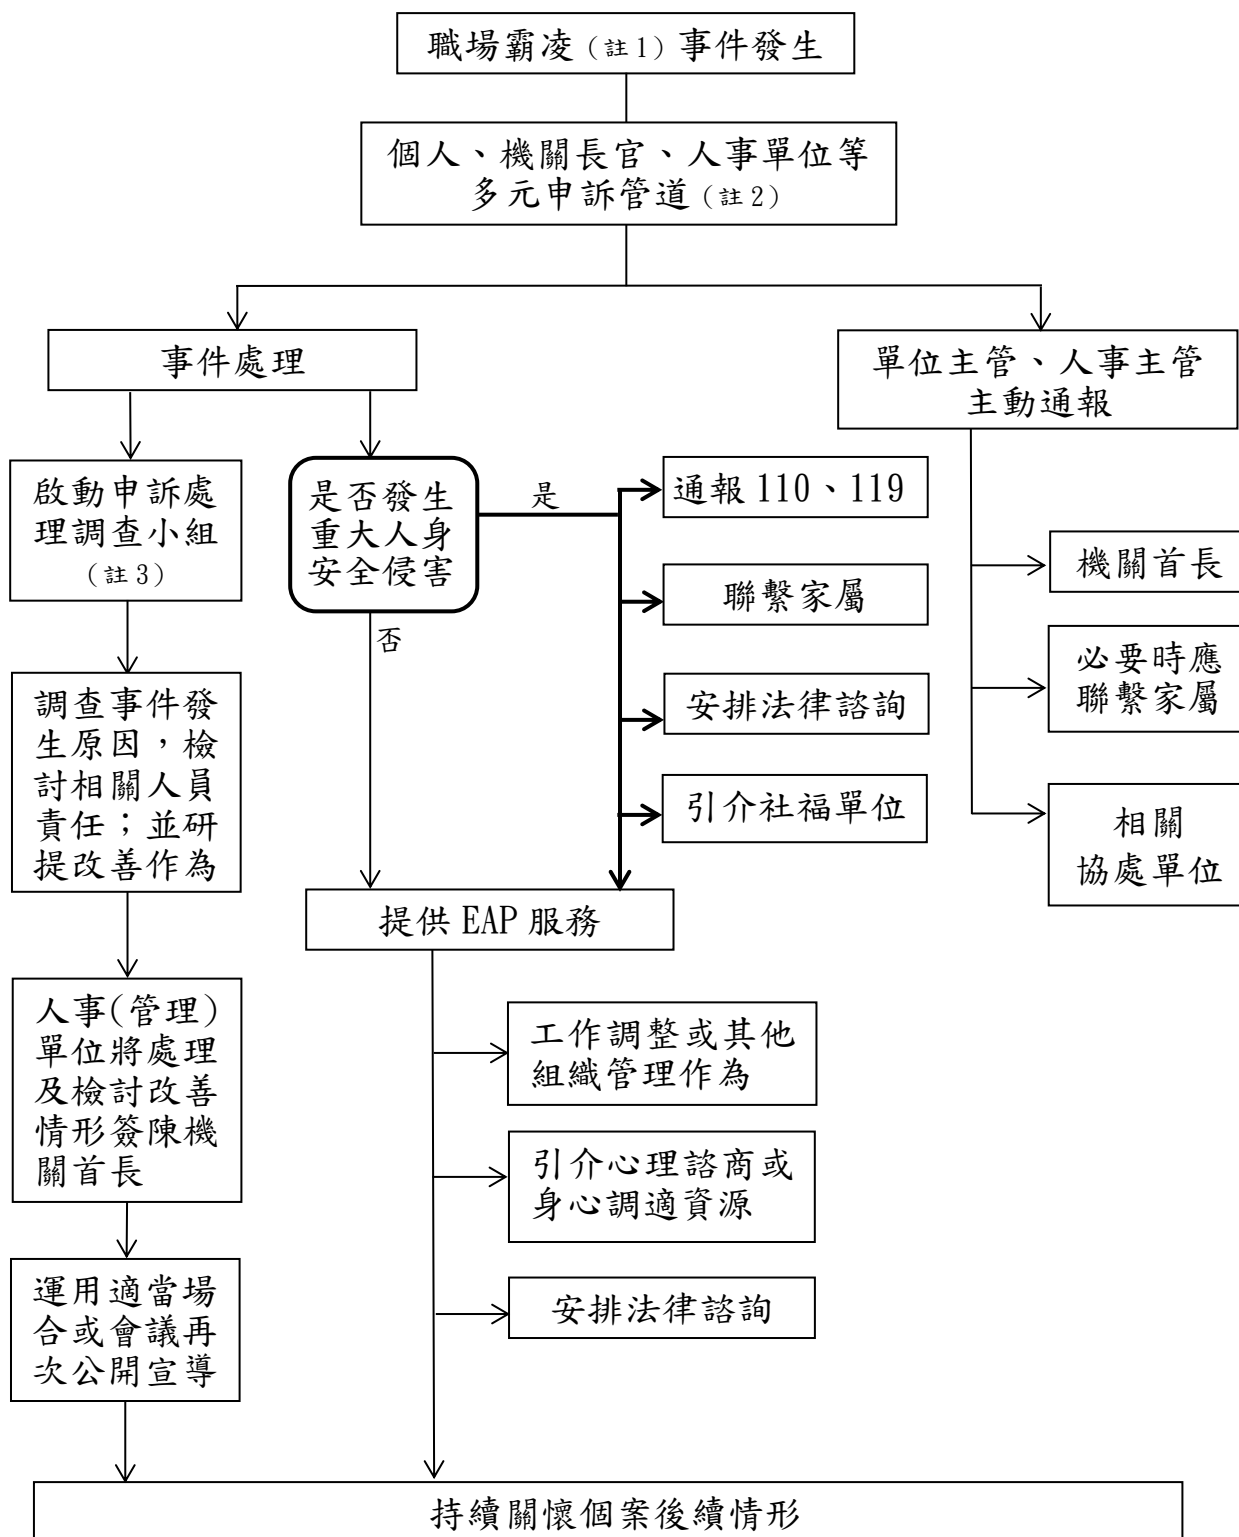 職場霸凌(註1)事件發生
個人、機關長官、人事單位等
多元申訴管道(註2)
事件處理
單位主管、人事主管
主動通報
啟動申訴處
理調查小組
(註3)
是否發生
重大人身
安全侵害
是
否
通報 110、119
聯繫家屬
安排法律諮詢
引介社福單位
機關首長
必要時應
聯繫家屬
相關
協處單位
調查事件發
生原因,檢
討相關人員
責任;並研
提改善作為
提供 EAP 服務
人事(管理)
單位將處理
及檢討改善
情形簽陳機
關首長
工作調整或其他
組織管理作為
引介心理諮商或
身心調適資源
安排法律諮詢
運用適當場
合或會議再
次公開宣導
持續關懷個案後續情形